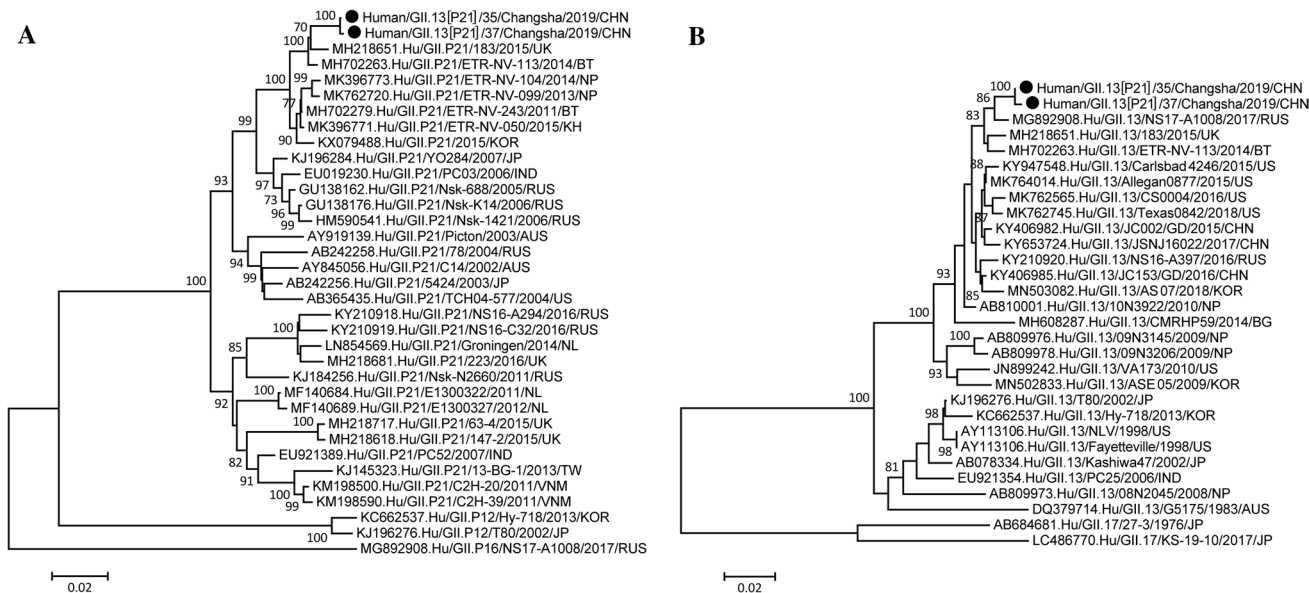 A
100
Human/GII.13[P21]/35/Changsha/2019/CHN
70
Human/GII.13[P21]/37/Changsha/2019/CHN
100
MH218651.Hu/GII.P21/183/2015/UK
MH702263.Hu/GII.P21/ETR-NV-113/2014/BT
100
99
MK396773.Hu/GII.P21/ETR-NV-104/2014/NP
MK762720.Hu/GII.P21/ETR-NV-099/2013/NP
77
MH702279.Hu/GII.P21/ETR-NV-243/2011/BT
99
MK396771.Hu/GII.P21/ETR-NV-050/2015/KH
90
KX079488.Hu/GII.P21/2015/KOR
KJ196284.Hu/GII.P21/YO284/2007/JP
EU019230.Hu/GII.P21/PC03/2006/IND
97
GU138162.Hu/GII.P21/Nsk-688/2005/RUS
93
73
GU138176.Hu/GII.P21/Nsk-K14/2006/RUS
96
HM590541.Hu/GII.P21/Nsk-1421/2006/RUS
99
AY919139.Hu/GII.P21/Picton/2003/AUS
AB242258.Hu/GII.P21/78/2004/RUS
94
AY845056.Hu/GII.P21/C14/2002/AUS
99
AB242256.Hu/GII.P21/5424/2003/JP
100
AB365435.Hu/GII.P21/TCH04-577/2004/US
KY210918.Hu/GII.P21/NS16-A294/2016/RUS
100
KY210919.Hu/GII.P21/NS16-C32/2016/RUS
85
LN854569.Hu/GII.P21/Groningen/2014/NL
MH218681.Hu/GII.P21/223/2016/UK
KJ184256.Hu/GII.P21/Nsk-N2660/2011/RUS
100
MF140684.Hu/GII.P21/E1300322/2011/NL
92
MF140689.Hu/GII.P21/E1300327/2012/NL
100
MH218717.Hu/GII.P21/63-4/2015/UK
MH218618.Hu/GII.P21/147-2/2015/UK
82
EU921389.Hu/GII.P21/PC52/2007/IND
KJ145323.Hu/GII.P21/13-BG-1/2013/TW
91
KM198500.Hu/GII.P21/C2H-20/2011/VNM
100
99
KM198590.Hu/GII.P21/C2H-39/2011/VNM
KC662537.Hu/GII.P12/Hy-718/2013/KOR
100
KJ196276.Hu/GII.P12/T80/2002/JP
MG892908.Hu/GII.P16/NS17-A1008/2017/RUS
0.02
B
100
Human/GII.13[P21]/35/Changsha/2019/CHN
86
Human/GII.13[P21]/37/Changsha/2019/CHN
83
MG892908.Hu/GII.13/NS17-A1008/2017/RUS
MH218651.Hu/GII.13/183/2015/UK
MH702263.Hu/GII.13/ETR-NV-113/2014/BT
88
KY947548.Hu/GII.13/Carlsbad4246/2015/US
MK764014.Hu/GII.13/Allegan0877/2015/US
MK762565.Hu/GII.13/CS0004/2016/US
87
MK762745.Hu/GII.13/Texas0842/2018/US
KY406982.Hu/GII.13/JC002/GD/2015/CHN
KY653724.Hu/GII.13/JSNJ16022/2017/CHN
KY210920.Hu/GII.13/NS16-A397/2016/RUS
93
KY406985.Hu/GII.13/JC153/GD/2016/CHN
MN503082.Hu/GII.13/AS07/2018/KOR
85
AB810001.Hu/GII.13/10N3922/2010/NP
100
MH608287.Hu/GII.13/CMRHP59/2014/BG
100
AB809976.Hu/GII.13/09N3145/2009/NP
AB809978.Hu/GII.13/09N3206/2009/NP
93
JN899242.Hu/GII.13/VA173/2010/US
MN502833.Hu/GII.13/ASE05/2009/KOR
100
KJ196276.Hu/GII.13/T80/2002/JP
98
KC662537.Hu/GII.13/Hy-718/2013/KOR
AY113106.Hu/GII.13/NLV/1998/US
98
AY113106.Hu/GII.13/Fayetteville/1998/US
AB078334.Hu/GII.13/Kashiwa47/2002/JP
81
EU921354.Hu/GII.13/PC25/2006/IND
AB809973.Hu/GII.13/08N2045/2008/NP
DQ379714.Hu/GII.13/G5175/1983/AUS
AB684681.Hu/GII.17/27-3/1976/JP
LC486770.Hu/GII.17/KS-19-10/2017/JP
0.02